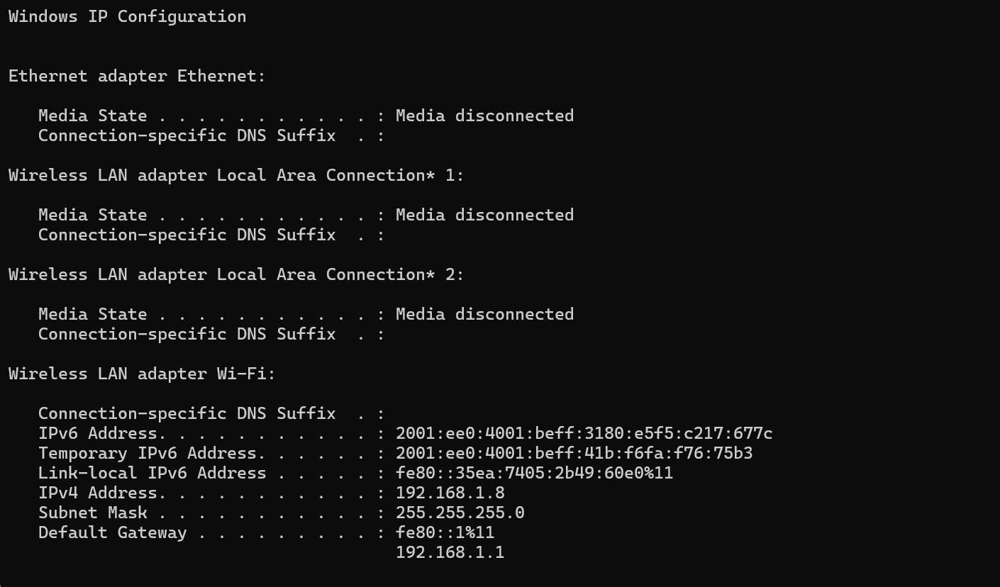 Windows IP Configuration
Ethernet adapter Ethernet:
Media State . . . . . . . . . . . : Media disconnected
Connection-specific DNS Suffix  . :
Wireless LAN adapter Local Area Connection* 1:
Media State . . . . . . . . . . . : Media disconnected
Connection-specific DNS Suffix  . :
Wireless LAN adapter Local Area Connection* 2:
Media State . . . . . . . . . . . : Media disconnected
Connection-specific DNS Suffix  . :
Wireless LAN adapter Wi-Fi:
Connection-specific DNS Suffix  . :
IPv6 Address. . . . . . . . . . . : 2001:ee0:4001:beff:3180:e5f5:c217:677c
Temporary IPv6 Address. . . . . . : 2001:ee0:4001:beff:41b:f6fa:f76:75b3
Link-local IPv6 Address . . . . . : fe80::35ea:7405:2b49:60e0%11
IPv4 Address. . . . . . . . . . . : 192.168.1.8
Subnet Mask . . . . . . . . . . . : 255.255.255.0
Default Gateway . . . . . . . . . : fe80::1%11
192.168.1.1